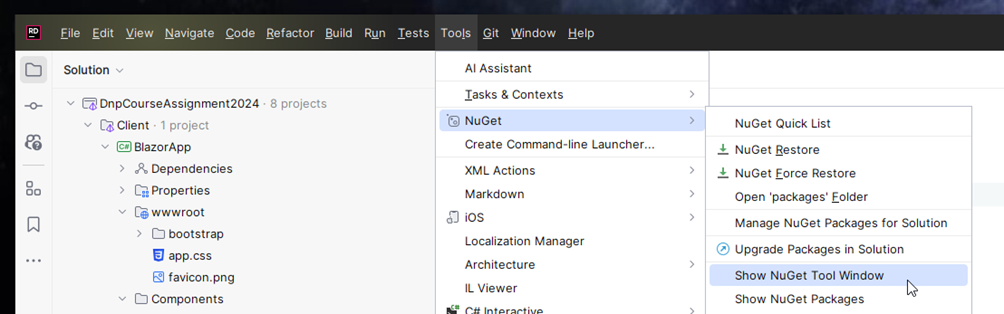 RD File Edit View Navigate Code Refactor Build Run Tests Tools Git Window Help
Solution
DnpCourseAssignment2024 · 8 projects
Client · 1 project
C# BlazorApp
Dependencies
Properties
wwwroot
bootstrap
app.css
favicon.png
Components
AI Assistant
Tasks & Contexts
NuGet
Create Command-line Launcher...
XML Actions
Markdown
iOS
Localization Manager
Architecture
IL Viewer
C# Interactive
NuGet Quick List
NuGet Restore
NuGet Force Restore
Open 'packages' Folder
Manage NuGet Packages for Solution
Upgrade Packages in Solution
Show NuGet Tool Window
Show NuGet Packages